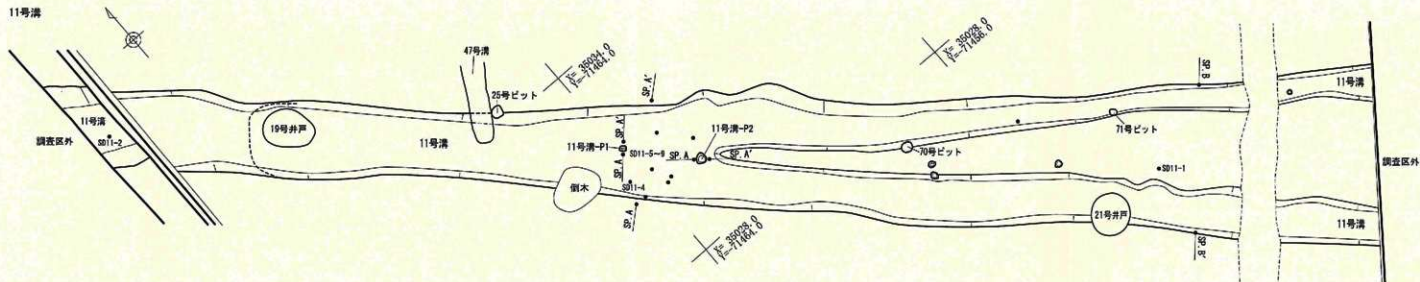 11号溝
47号溝
25号ピット
X= 35034.0
Y=-71464.0
SP.A'
X= 35028.0
Y=-71456.0
SP.B
11号溝
11号溝
SD11-2
調査区外
19号井戸
11号溝
11号溝-P1
SP.A'
SP.A
SD11-5~9
SP.A
11号溝-P2
SP.A'
70号ピット
71号ピット
SD11-1
調査区外
倒木
SD11-4
SP.A
X= 35028.0
Y=-71464.0
21号井戸
SP.B'
11号溝